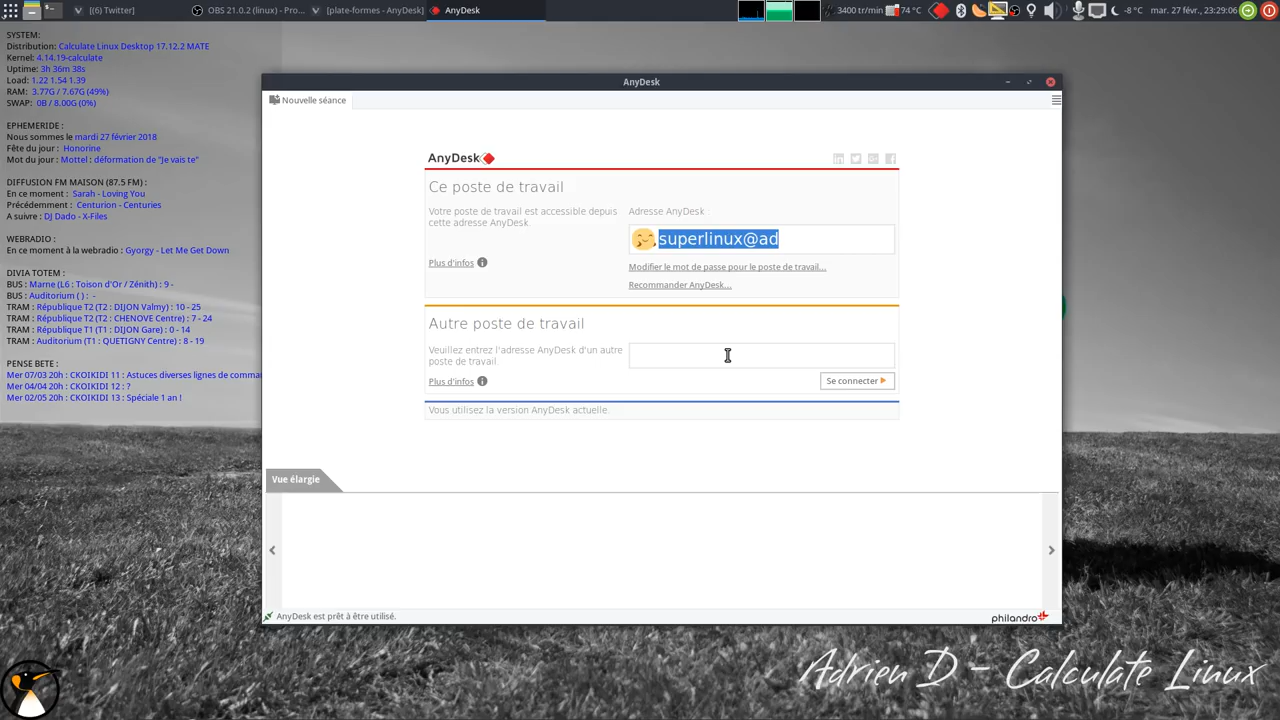 [(6) Twitter]
OBS 21.0.2 (linux) - Pro...
[plate-formes - AnyDesk]
AnyDesk
3400 tr/min
74 °C
-8 °C
mar. 27 févr., 23:29:06
SYSTEM:
Distribution: Calculate Linux Desktop 17.12.2 MATE
Kernel: 4.14.19-calculate
Uptime: 3h 36m 38s
Load: 1.22 1.54 1.39
RAM: 3.77G / 7.67G (49%)
SWAP: 0B / 8.00G (0%)
EPHEMERIDE :
Nous sommes le mardi 27 février 2018
Fête du jour : Honorine
Mot du jour : Mottel : déformation de "Je vais te"
DIFFUSION FM MAISON (87.5 FM) :
En ce moment : Sarah - Loving You
Précédemment : Centurion - Centuries
A suivre : DJ Dado - X-Files
WEBRADIO :
En ce moment à la webradio : Gyorgy - Let Me Get Down
DIVIA TOTEM :
BUS : Marne (L6 : Toison d'Or / Zénith) : 9 -
BUS : Auditorium ( ) : -
TRAM : République T2 (T2 : DIJON Valmy) : 10 - 25
TRAM : République T2 (T2 : CHENOVE Centre) : 7 - 24
TRAM : République T1 (T1 : DIJON Gare) : 0 - 14
TRAM : Auditorium (T1 : QUETIGNY Centre) : 8 - 19
PENSE BETE :
Mer 07/03 20h : CKOIKIDI 11 : Astuces diverses lignes de comma
Mer 04/04 20h : CKOIKIDI 12 : ?
Mer 02/05 20h : CKOIKIDI 13 : Spéciale 1 an !
AnyDesk
Nouvelle séance
AnyDesk
Ce poste de travail
Votre poste de travail est accessible depuis
cette adresse AnyDesk.
Plus d'infos
Adresse AnyDesk
superlinux@ad
Modifier le mot de passe pour le poste de travail...
Recommander AnyDesk...
Autre poste de travail
Veuillez entrez l'adresse AnyDesk d'un autre
poste de travail
Plus d'infos
Se connecter
Vous utilisez la version AnyDesk actuelle.
Vue élargie
AnyDesk est prêt à être utilisé.
philandro
Adrien D - Calculate Linux